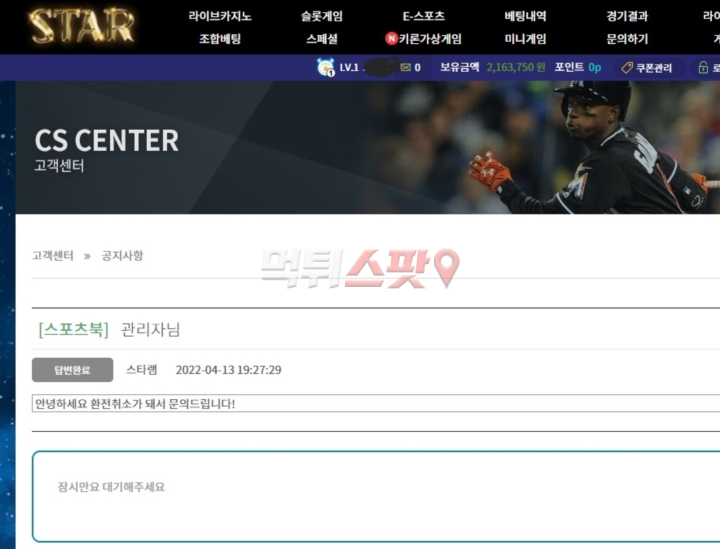 STAR
라이브카지노 슬롯게임 E-스포츠 베팅내역 경기결과 라이
조합베팅 스페셜 N 키론가상게임 미니게임 문의하기
1 LV.1 0 보유금액 2,163,750 원 포인트 0p 쿠폰관리 로
CS CENTER
고객센터
고객센터 » 공지사항
먹튀스팟
[스포츠북] 관리자님
답변완료 스타램 2022-04-13 19:27:29
안녕하세요 환전취소가 돼서 문의드립니다!
잠시만요 대기해주세요